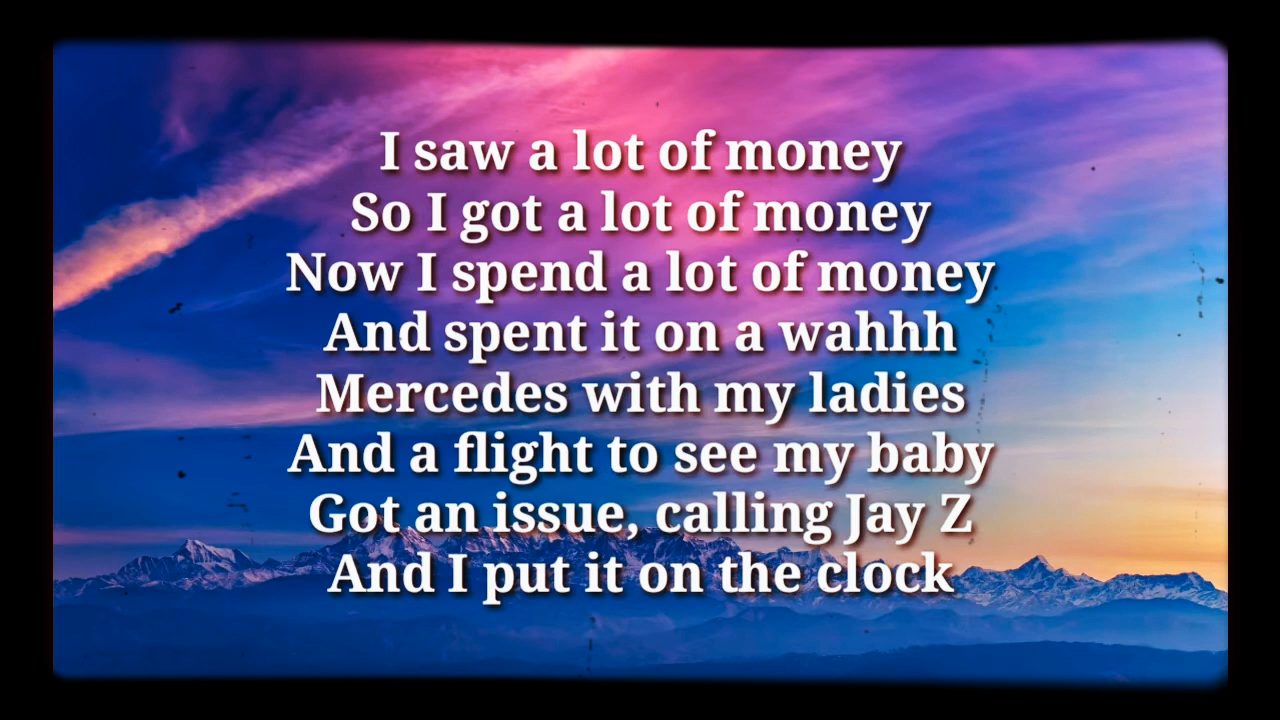 I saw a lot of money
So I got a lot of money
Now I spend a lot of money
And spent it on a wahhh
Mercedes with my ladies
And a flight to see my baby
Got an issue, calling Jay Z
And I put it on the clock